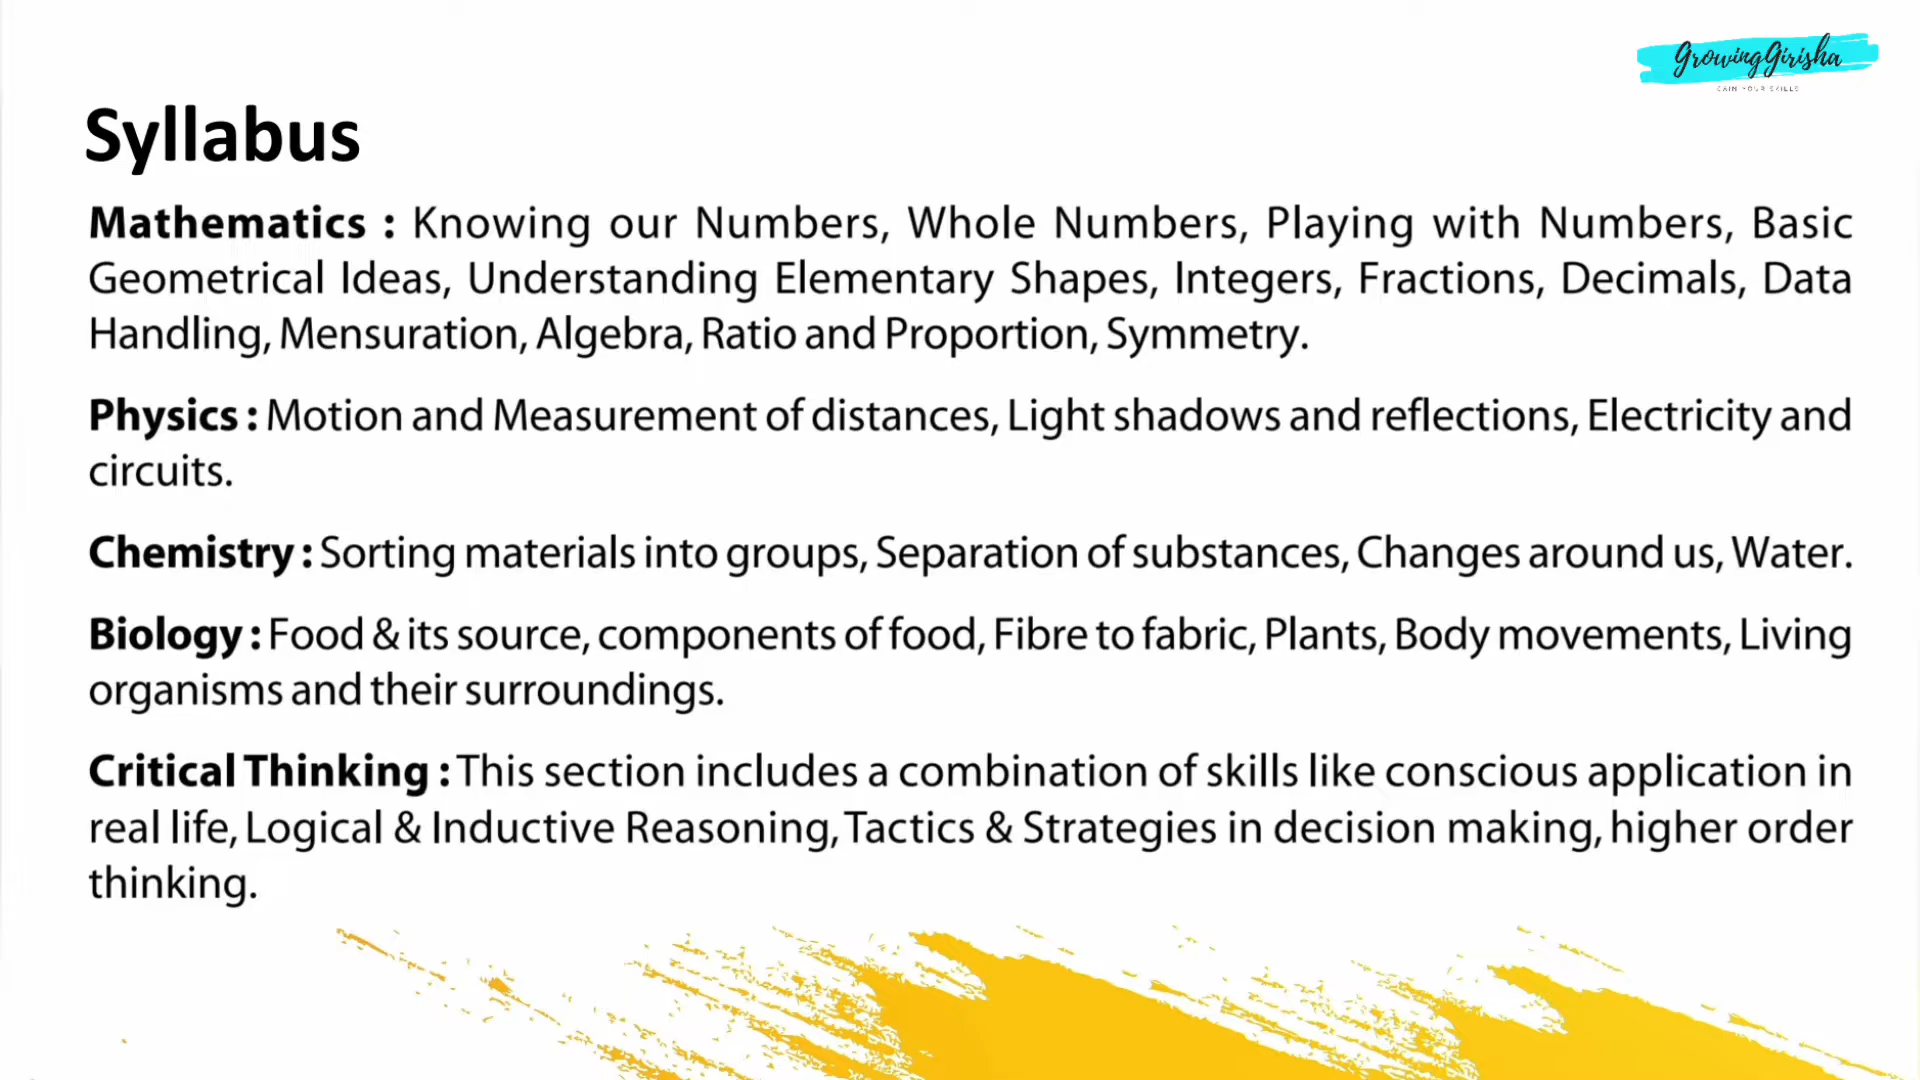 GrowingGirisha
GAIN YOUR SKILLS
Syllabus
Mathematics : Knowing our Numbers, Whole Numbers, Playing with Numbers, Basic
Geometrical Ideas, Understanding Elementary Shapes, Integers, Fractions, Decimals, Data
Handling, Mensuration, Algebra, Ratio and Proportion, Symmetry.
Physics : Motion and Measurement of distances, Light shadows and reflections, Electricity and
circuits.
Chemistry : Sorting materials into groups, Separation of substances, Changes around us, Water.
Biology : Food & its source, components of food, Fibre to fabric, Plants, Body movements, Living
organisms and their surroundings.
Critical Thinking : This section includes a combination of skills like conscious application in
real life, Logical & Inductive Reasoning, Tactics & Strategies in decision making, higher order
thinking.